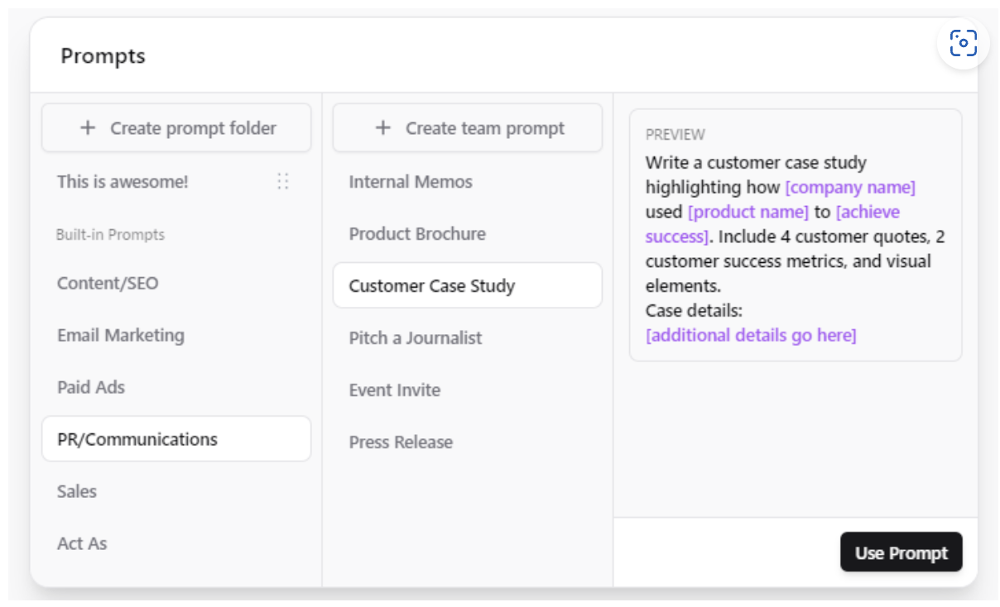 Prompts
Create prompt folder
This is awesome!
Built-in Prompts
Content/SEO
Email Marketing
Paid Ads
PR/Communications
Sales
Act As
Create team prompt
Internal Memos
Product Brochure
Customer Case Study
Pitch a Journalist
Event Invite
Press Release
PREVIEW
Write a customer case study
highlighting how [company name]
used [product name] to [achieve
success]. Include 4 customer quotes, 2
customer success metrics, and visual
elements.
Case details:
[additional details go here]
Use Prompt